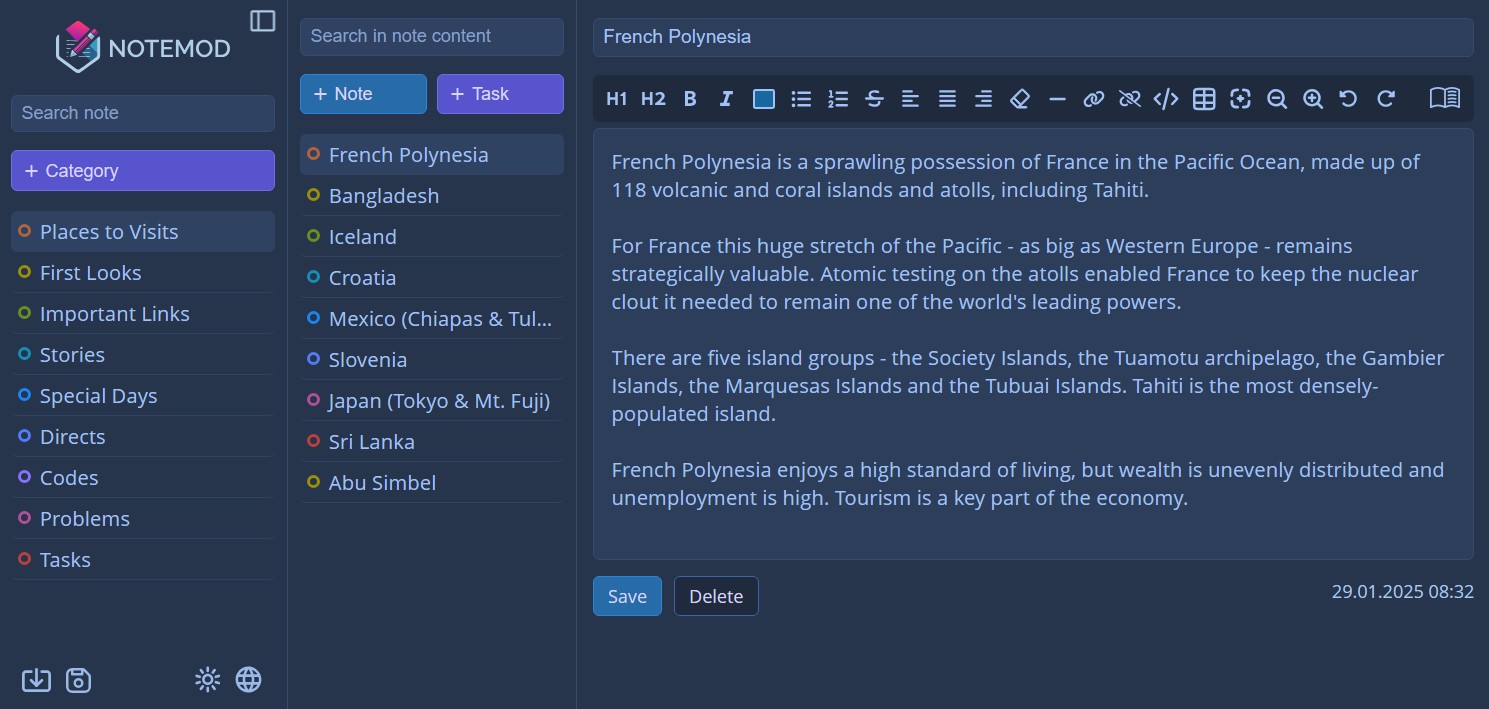 NOTEMOD
Search note
+ Category
Places to Visits
First Looks
Important Links
Stories
Special Days
Directs
Codes
Problems
Tasks
Search in note content
+ Note
+ Task
French Polynesia
Bangladesh
Iceland
Croatia
Mexico (Chiapas & Tul...
Slovenia
Japan (Tokyo & Mt. Fuji)
Sri Lanka
Abu Simbel
French Polynesia
H1 H2 B I S
French Polynesia is a sprawling possession of France in the Pacific Ocean, made up of
118 volcanic and coral islands and atolls, including Tahiti.
For France this huge stretch of the Pacific - as big as Western Europe - remains
strategically valuable. Atomic testing on the atolls enabled France to keep the nuclear
clout it needed to remain one of the world's leading powers.
There are five island groups - the Society Islands, the Tuamotu archipelago, the Gambier
Islands, the Marquesas Islands and the Tubuai Islands. Tahiti is the most densely-
populated island.
French Polynesia enjoys a high standard of living, but wealth is unevenly distributed and
unemployment is high. Tourism is a key part of the economy.
Save
Delete
29.01.2025 08:32